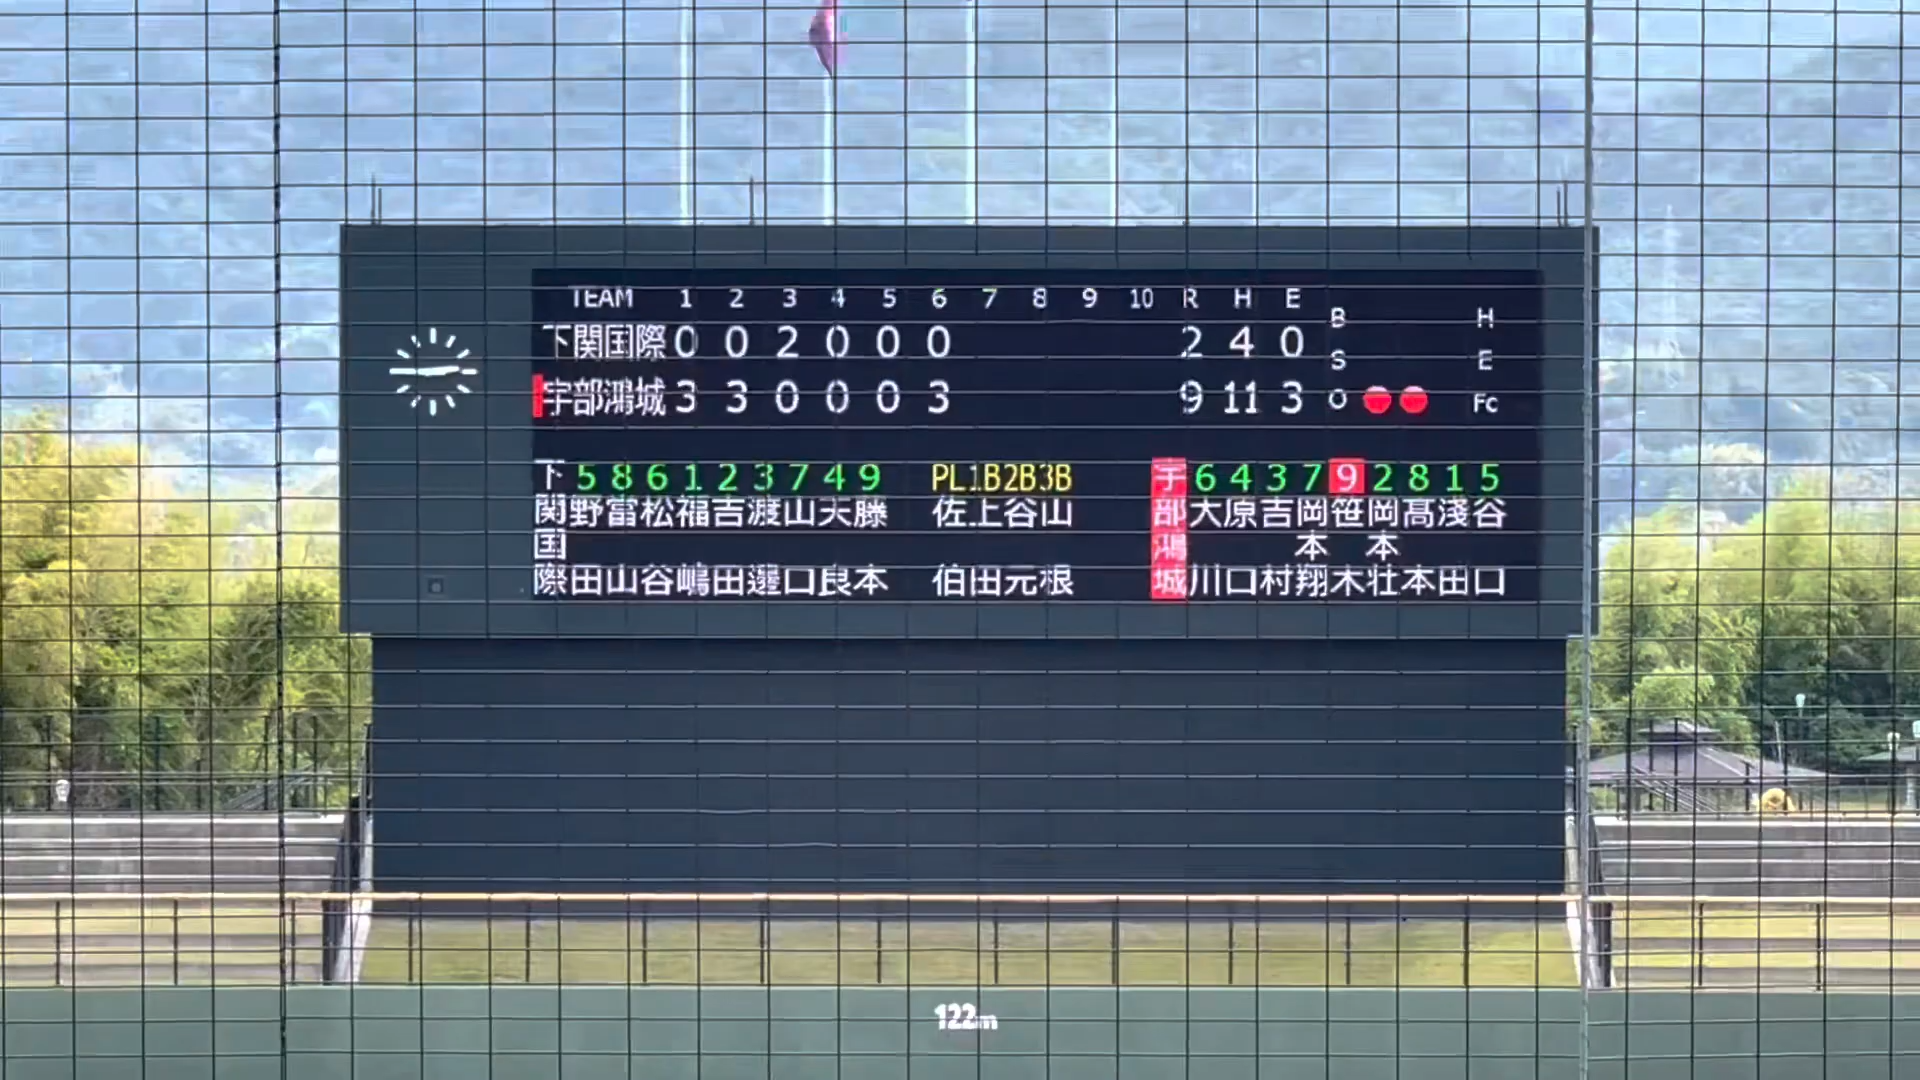 TEAM 1 2 3 4 5 6 7 8 9 10 R H E
下関国際 0 0 2 0 0 0 2 4 0
宇部鴻城 3 3 0 0 0 3 9 11 3
B
S
O
H
E
Fc
下関国際
5 8 6 1 2 3 7 4 9
野田
富山
松谷
福嶋
吉田
渡邉
山口
天良
藤本
PL 1B 2B 3B
佐伯
上田
谷元
山根
宇部鴻城
6 4 3 7 9 2 8 1 5
大川
原口
吉村
岡本翔
笹木
岡本壮
髙本
淺田
谷口
122m